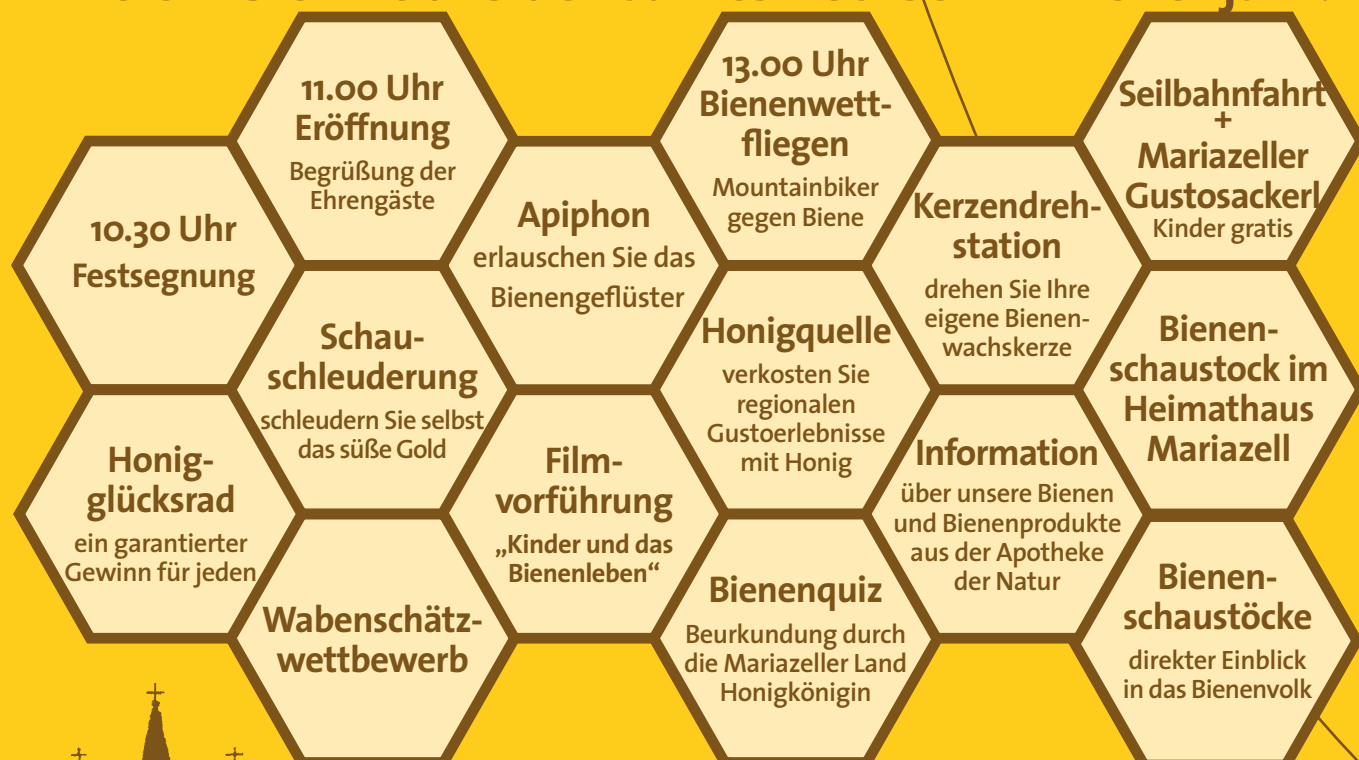 10.30 Uhr
Festsegnung
Honig-
glücksrad
ein garantierter
Gewinn für jeden
11.00 Uhr
Eröffnung
Begrüßung der
Ehrengäste
Schau-
schleuderung
schleudern Sie selbst
das süße Gold
Wabenschätz-
wettbewerb
Apiphon
erlauschen Sie das
Bienengeflüster
Film-
vorführung
„Kinder und das
Bienenleben“
13.00 Uhr
Bienenwett-
fliegen
Mountainbiker
gegen Biene
Honigquelle
verkosten Sie
regionalen
Gustoerlebnisse
mit Honig
Bienenquiz
Beurkundung durch
die Mariazeller Land
Honigkönigin
Kerzendreh-
station
drehen Sie Ihre
eigene Bienen-
wachskerze
Information
über unsere Bienen
und Bienenprodukte
aus der Apotheke
der Natur
Seilbahnfahrt
+
Mariazeller
Gustosackerl
Kinder gratis
Bienen-
schaustock im
Heimathaus
Mariazell
Bienen-
schaustöcke
direkter Einblick
in das Bienenvolk